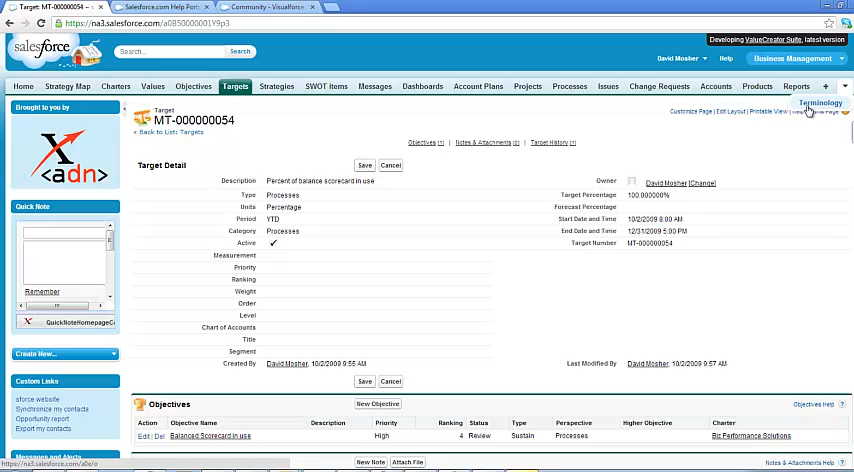 Target: MT-000000054 --
Salesforce.com Help Port
Community - Visualforce
https://na3.salesforce.com/a0B50000001Y9p3
Developing ValueCreator Suite, latest version
salesforce
Search...
Search
David Mosher
Help
Business Management
Home
Strategy Map
Charters
Values
Objectives
Targets
Strategies
SWOT Items
Messages
Dashboards
Account Plans
Projects
Processes
Issues
Change Requests
Accounts
Products
Reports
+
Terminology
Brought to you by
X
<adn>
Quick Note
Remember
QuickNoteHomepageC
Create New...
Custom Links
sforce website
Synchronize my contacts
Opportunity report
Export my contacts
Messages and Alerts
Target
MT-000000054
« Back to List: Targets
Customize Page | Edit Layout | Printable View |
Objectives [1] | Notes & Attachments [0] | Target History [1]
Target Detail
Save
Cancel
Description Percent of balance scorecard in use
Owner David Mosher [Change]
Type Processes
Target Percentage 100.000000%
Units Percentage
Forecast Percentage
Period YTD
Start Date and Time 10/2/2009 8:00 AM
Category Processes
End Date and Time 12/31/2009 5:00 PM
Active ✓
Target Number MT-000000054
Measurement
Priority
Ranking
Weight
Order
Level
Chart of Accounts
Title
Segment
Created By David Mosher, 10/2/2009 9:55 AM
Last Modified By David Mosher, 10/2/2009 9:57 AM
Save
Cancel
Objectives
New Objective
Objectives Help ?
Action Objective Name Description Priority Ranking Status Type Perspective Higher Objective Charter
Edit | Del Balanced Scorecard in use High 4 Review Sustain Processes Biz Performance Solutions
New Note
Attach File
Notes & Attachments Help ?
https://na3.salesforce.com/a0e/o